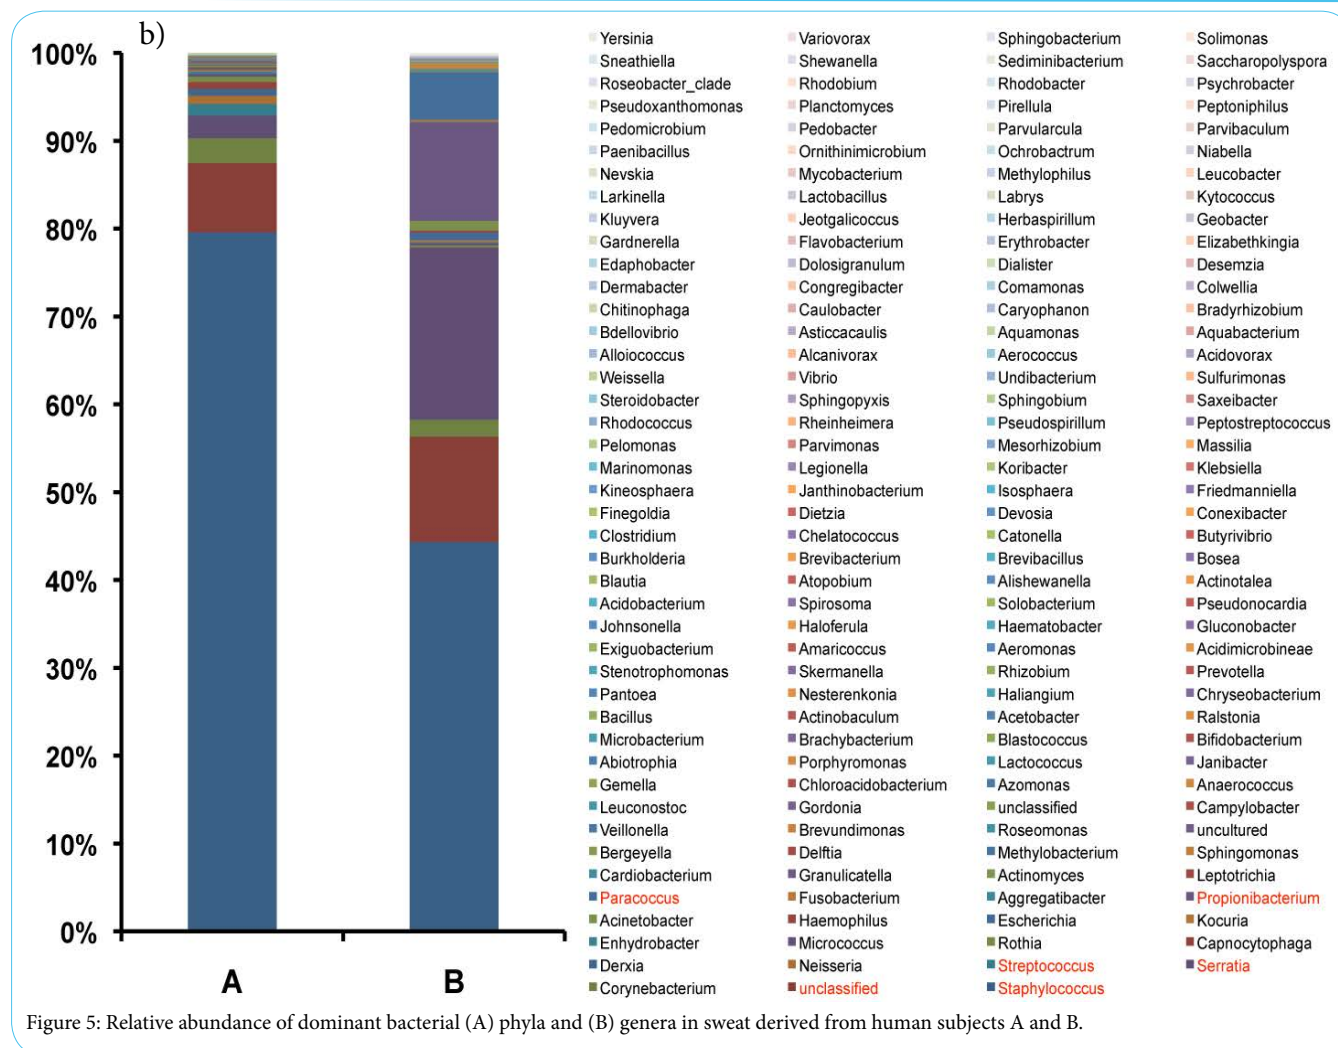 b)
100%
90%
80%
70%
60%
50%
40%
30%
20%
10%
0%
A B
Yersinia Variovorax Sphingobacterium Solimonas
Sneathiella Shewanella Sediminibacterium Saccharopolyspora
Roseobacter_clade Rhodobium Rhodobacter Psychrobacter
Pseudoxanthomonas Planctomyces Pirellula Peptoniphilus
Pedomicrobium Pedobacter Parvularcula Parvibaculum
Paenibacillus Ornithinimicrobium Ochrobactrum Niabella
Nevskia Mycobacterium Methylophilus Leucobacter
Larkinella Lactobacillus Labrys Kytococcus
Kluyvera Jeotgalicoccus Herbaspirillum Geobacter
Gardnerella Flavobacterium Erythrobacter Elizabethkingia
Edaphobacter Dolosigranulum Dialister Desemzia
Dermabacter Congregibacter Comamonas Colwellia
Chitinophaga Caulobacter Caryophanon Bradyrhizobium
Bdellovibrio Asticcacaulis Aquamonas Aquabacterium
Alloiococcus Alcanivorax Aerococcus Acidovorax
Weissella Vibrio Undibacterium Sulfurimonas
Steroidobacter Sphingopyxis Sphingobium Saxeibacter
Rhodococcus Rheinheimera Pseudospirillum Peptostreptococcus
Pelomonas Parvimonas Mesorhizobium Massilia
Marinomonas Legionella Koribacter Klebsiella
Kineosphaera Janthinobacterium Isosphaera Friedmanniella
Finegoldia Dietzia Devosia Conexibacter
Clostridium Chelatococcus Catonella Butyrivibrio
Burkholderia Brevibacterium Brevibacillus Bosea
Blautia Atopobium Alishewanella Actinotalea
Acidobacterium Spirosoma Solobacterium Pseudonocardia
Johnsonella Haloferula Haematobacter Gluconobacter
Exiguobacterium Amaricoccus Aeromonas Acidimicrobineae
Stenotrophomonas Skermanella Rhizobium Prevotella
Pantoea Nesterenkonia Haliangium Chryseobacterium
Bacillus Actinobaculum Acetobacter Ralstonia
Microbacterium Brachybacterium Blastococcus Bifidobacterium
Abiotrophia Porphyromonas Lactococcus Janibacter
Gemella Chloroacidobacterium Azomonas Anaerococcus
Leuconostoc Gordonia unclassified Campylobacter
Veillonella Brevundimonas Roseomonas uncultured
Bergeyella Delftia Methylobacterium Sphingomonas
Cardiobacterium Granulicatella Actinomyces Leptotrichia
Paracoccus Fusobacterium Aggregatibacter Propionibacterium
Acinetobacter Haemophilus Escherichia Kocuria
Enhydrobacter Micrococcus Rothia Capnocytophaga
Derxia Neisseria Streptococcus Serratia
Corynebacterium unclassified Staphylococcus
Figure 5: Relative abundance of dominant bacterial (A) phyla and (B) genera in sweat derived from human subjects A and B.